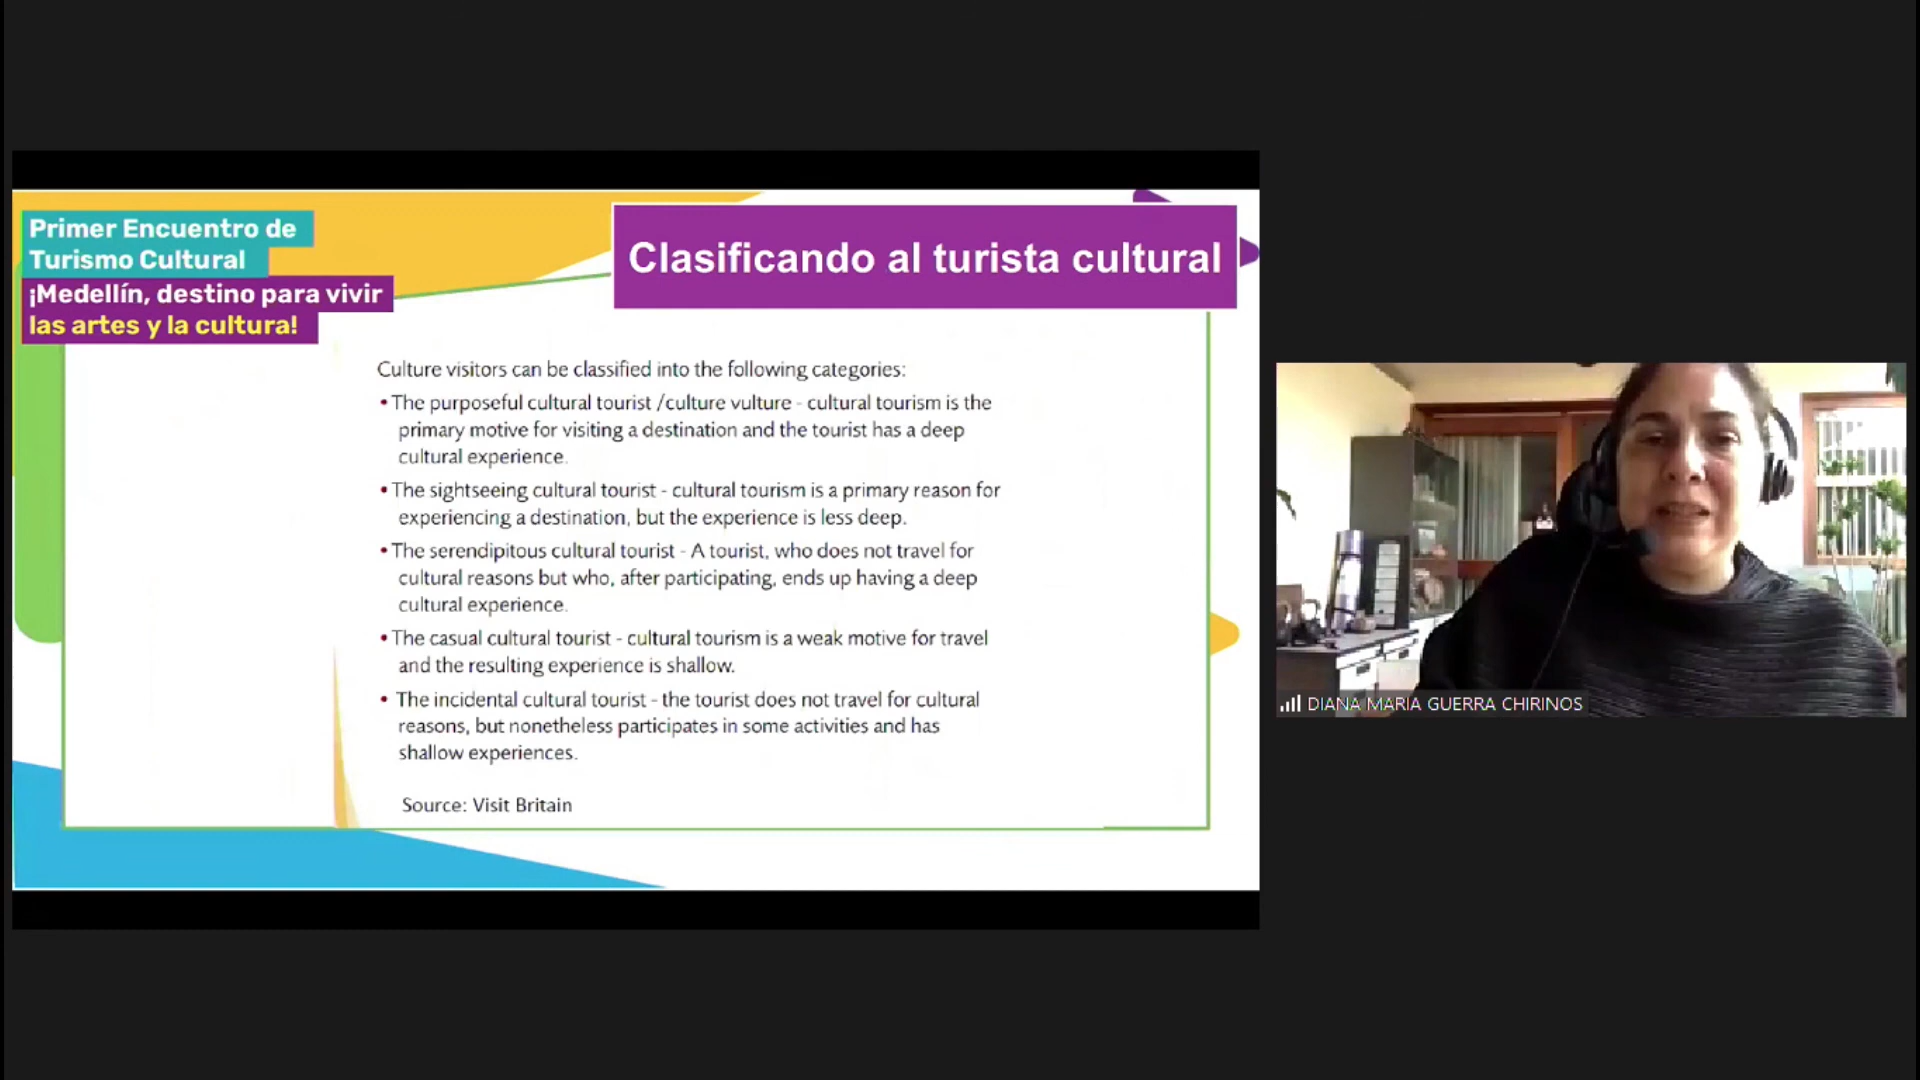 Primer Encuentro de
Turismo Cultural
¡Medellín, destino para vivir
las artes y la cultura!
Clasificando al turista cultural
Culture visitors can be classified into the following categories:
• The purposeful cultural tourist /culture vulture - cultural tourism is the
primary motive for visiting a destination and the tourist has a deep
cultural experience.
• The sightseeing cultural tourist - cultural tourism is a primary reason for
experiencing a destination, but the experience is less deep.
• The serendipitous cultural tourist - A tourist, who does not travel for
cultural reasons but who, after participating, ends up having a deep
cultural experience.
• The casual cultural tourist - cultural tourism is a weak motive for travel
and the resulting experience is shallow.
• The incidental cultural tourist - the tourist does not travel for cultural
reasons, but nonetheless participates in some activities and has
shallow experiences.
Source: Visit Britain
DIANA MARIA GUERRA CHIRINOS